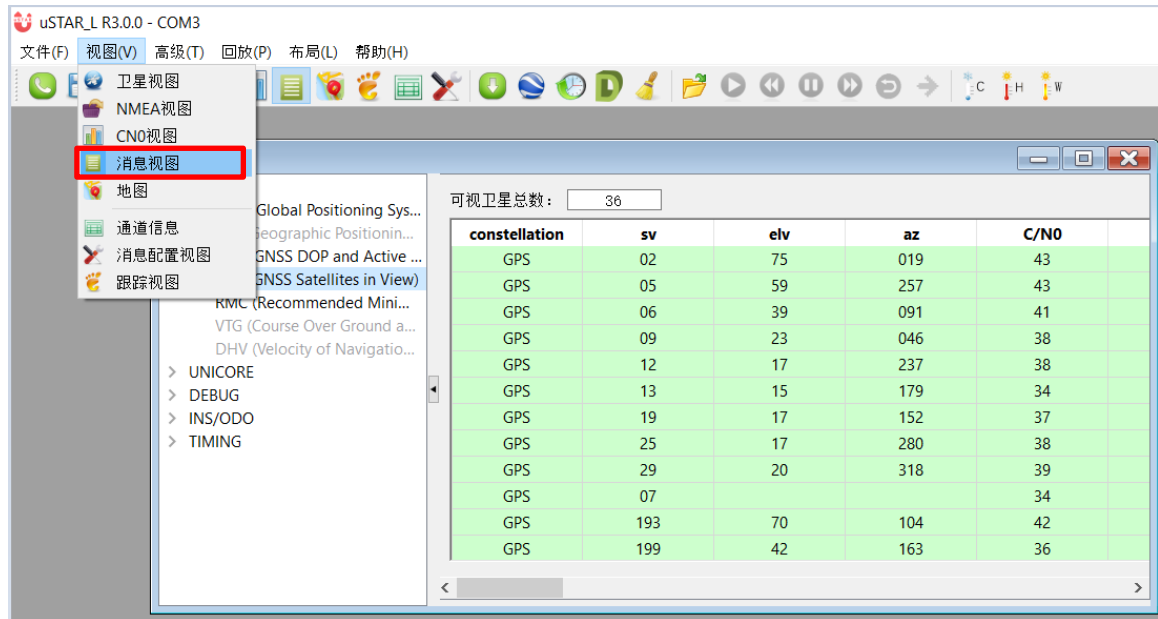 uSTAR_L R3.0.0 - COM3
文件(F) 视图(V) 高级(T) 回放(P) 布局(L) 帮助(H)
C H W
卫星视图
NMEA视图
CN0视图
消息视图
地图
通道信息
消息配置视图
跟踪视图
Global Positioning Sys...
Geographic Positionin...
GNSS DOP and Active ...
GNSS Satellites in View)
RMC (Recommended Mini...
VTG (Course Over Ground a...
DHV (Velocity of Navigatio...
> UNICORE
> DEBUG
> INS/ODO
> TIMING
可视卫星总数： 36
constellation sv elv az C/N0
GPS 02 75 019 43
GPS 05 59 257 43
GPS 06 39 091 41
GPS 09 23 046 38
GPS 12 17 237 38
GPS 13 15 179 34
GPS 19 17 152 37
GPS 25 17 280 38
GPS 29 20 318 39
GPS 07 34
GPS 193 70 104 42
GPS 199 42 163 36